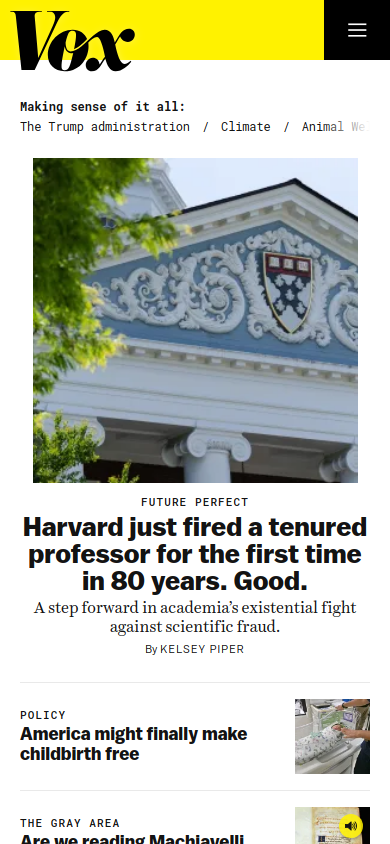 Vox
Making sense of it all:
The Trump administration / Climate / Animal We
FUTURE PERFECT
Harvard just fired a tenured
professor for the first time
in 80 years. Good.
A step forward in academia's existential fight
against scientific fraud.
By KELSEY PIPER
POLICY
America might finally make
childbirth free
THE GRAY AREA
Are we reading Machiavelli